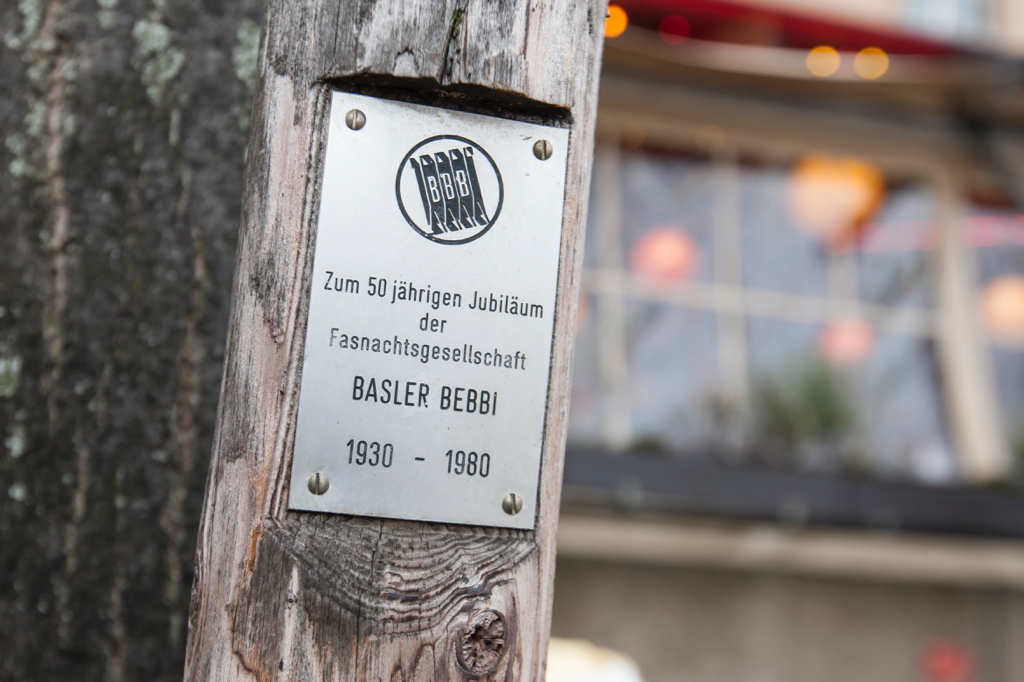 BBB
Zum 50 jährigen Jubiläum
der
Fasnachtsgesellschaft
BASLER BEBBi
1930 - 1980